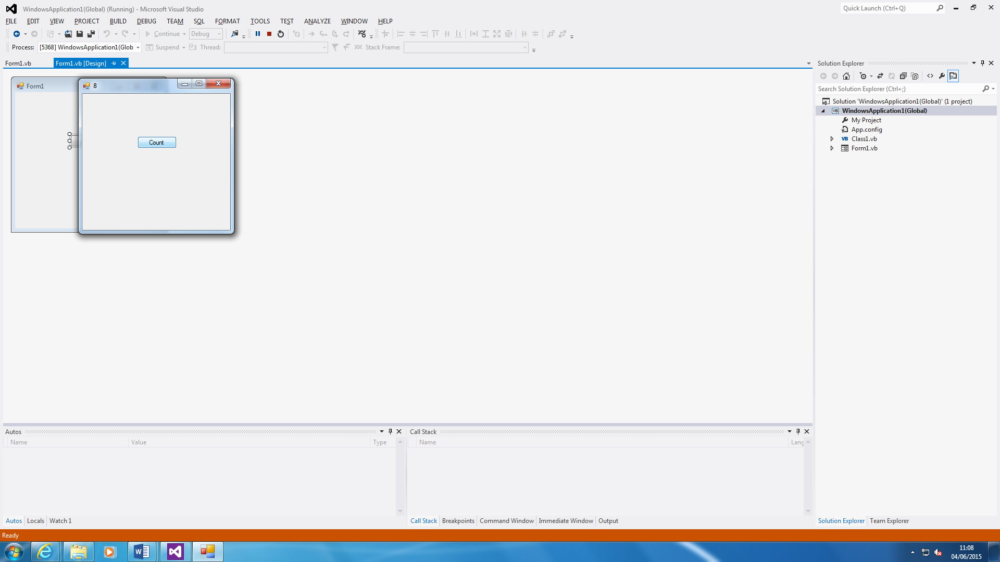 WindowsApplication1(Global) (Running) - Microsoft Visual Studio
Quick Launch (Ctrl+Q)
FILE EDIT VIEW PROJECT BUILD DEBUG TEAM SQL FORMAT TOOLS TEST ANALYZE WINDOW HELP
Continue Debug
Process: [5368] WindowsApplication1(Glob Suspend Thread: Stack Frame:
Form1.vb Form1.vb [Design]
Form1
8
Count
Solution Explorer
Search Solution Explorer (Ctrl+;)
Solution 'WindowsApplication1(Global)' (1 project)
VB WindowsApplication1(Global)
My Project
App.config
VB Class1.vb
Form1.vb
Autos
Name Value Type
Call Stack
Name Lang
Autos Locals Watch 1
Call Stack Breakpoints Command Window Immediate Window Output
Solution Explorer Team Explorer
Ready
11:08
04/06/2015